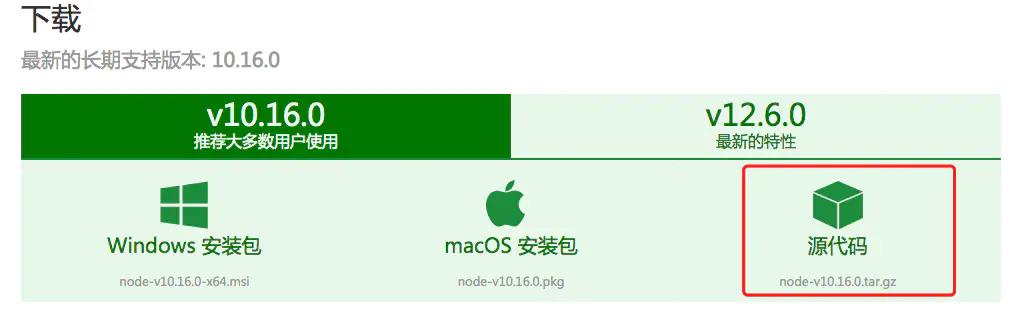 下载
最新的长期支持版本: 10.16.0
v10.16.0
推荐大多数用户使用
v12.6.0
最新的特性
Windows 安装包
node-v10.16.0-x64.msi
macOS 安装包
node-v10.16.0.pkg
源代码
node-v10.16.0.tar.gz